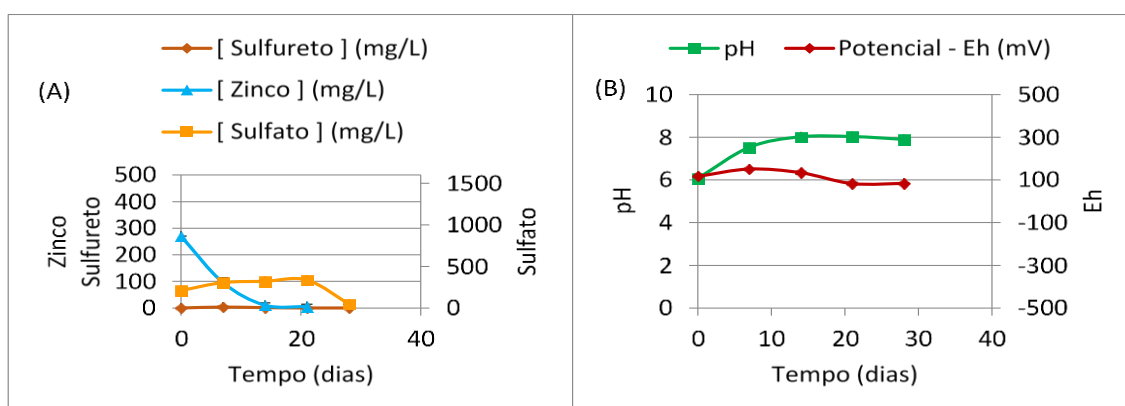 (A)
[ Sulfureto ] (mg/L)
[ Zinco ] (mg/L)
[ Sulfato ] (mg/L)
Zinco
Sulfureto
500
400
300
200
100
0
1500
1000
500
0
Sulfato
0 20 40
Tempo (dias)
(B)
pH Potencial - Eh (mV)
pH
10
8
6
4
2
0
500
300
100
-100
-300
-500
Eh
0 10 20 30 40
Tempo (dias)